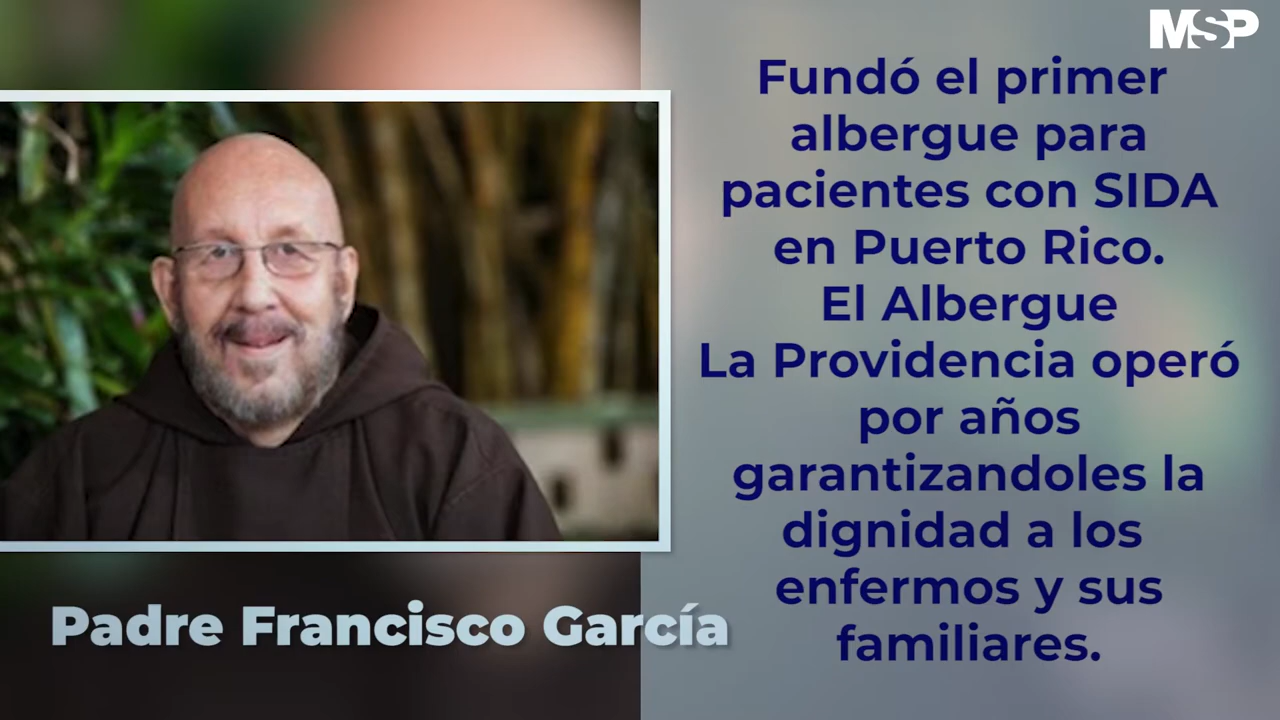 MSP
Fundó el primer
albergue para
pacientes con SIDA
en Puerto Rico.
El Albergue
La Providencia operó
por años
garantizandoles la
dignidad a los
enfermos y sus
familiares.
Padre Francisco García